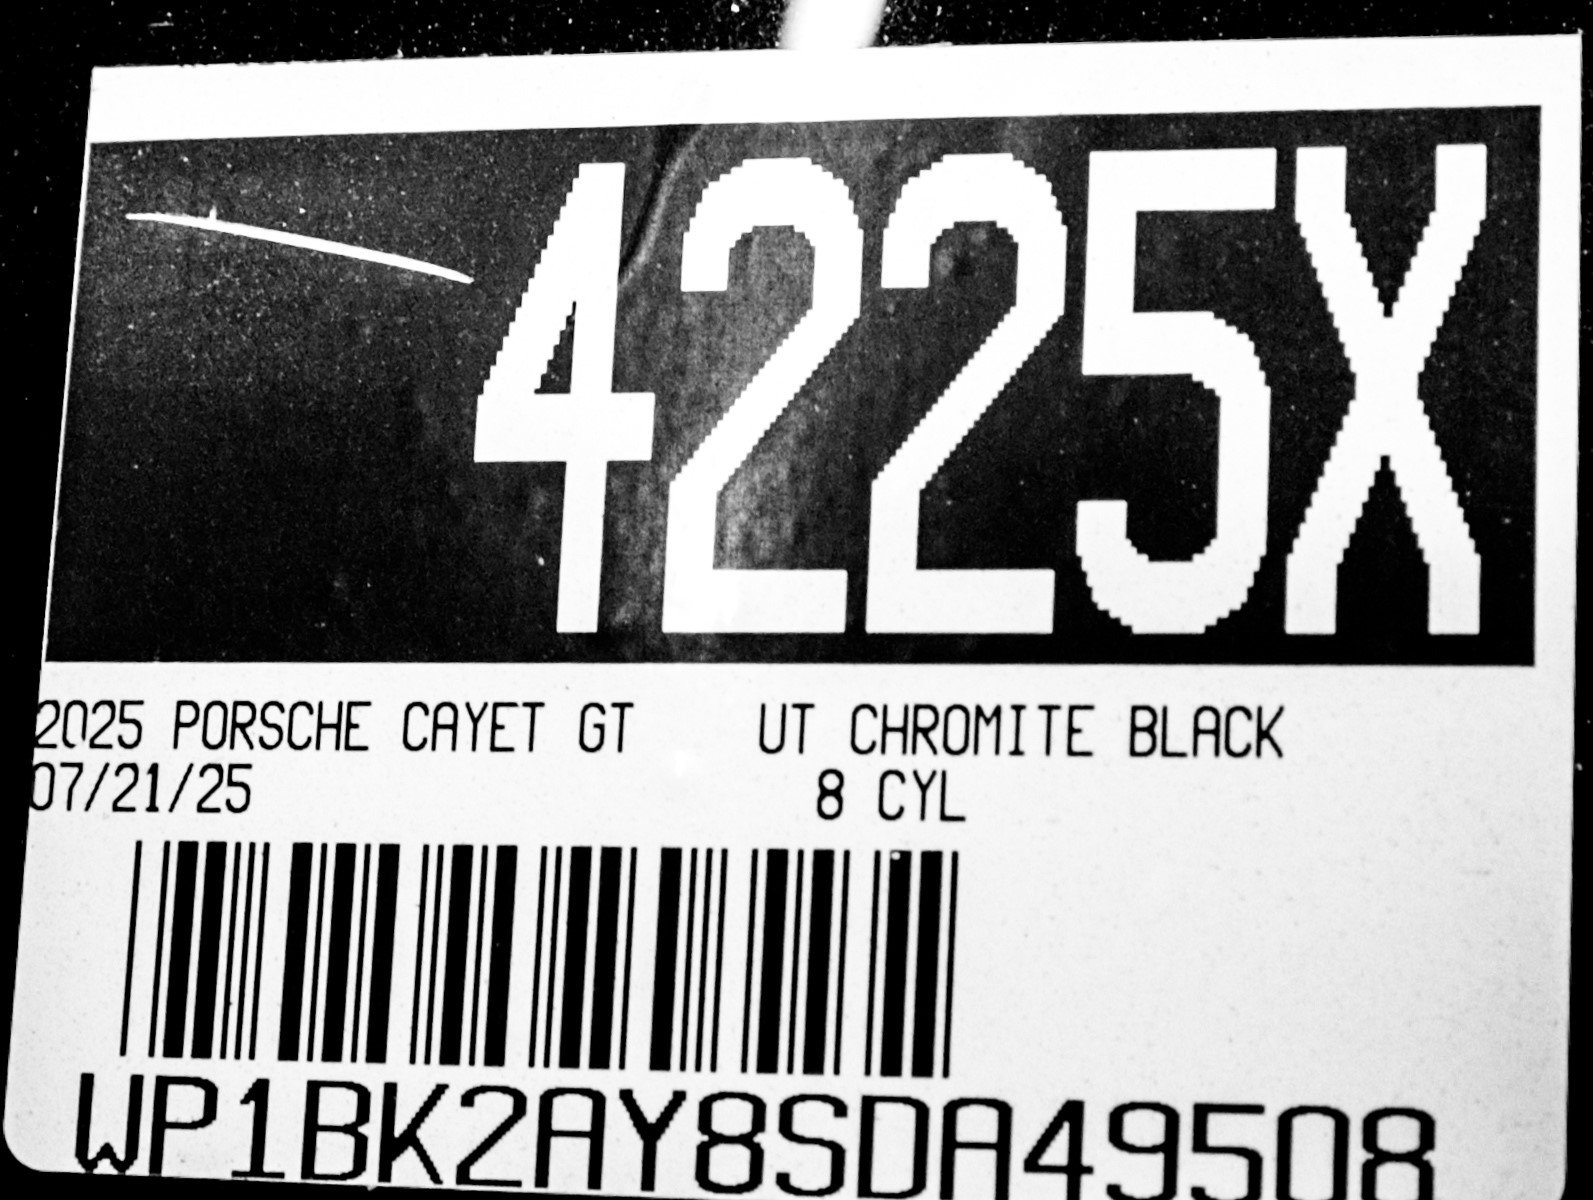 4225X
2025 PORSCHE CAYET GT UT CHROMITE BLACK
07/21/25 8 CYL
WP1BK2AY8SDA49508